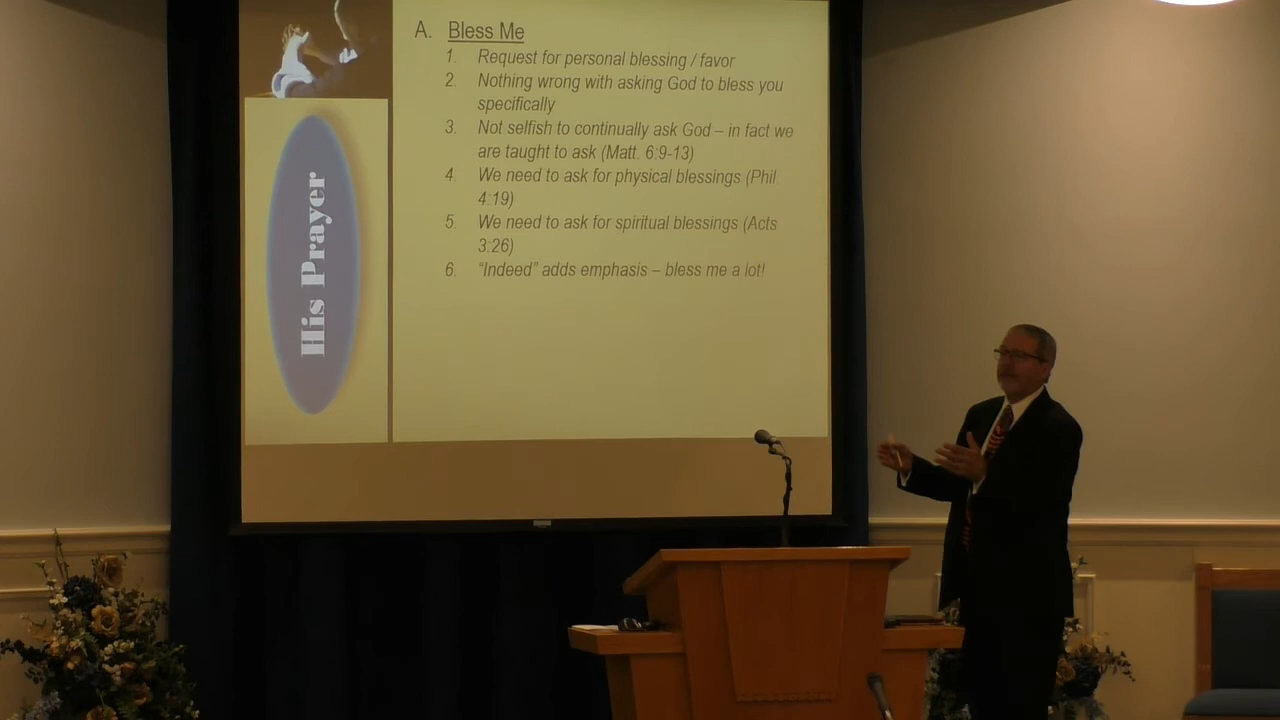 A. Bless Me
1. Request for personal blessing / favor
2. Nothing wrong with asking God to bless you
specifically
3. Not selfish to continually ask God – in fact we
are taught to ask (Matt. 6:9-13)
4. We need to ask for physical blessings (Phil
4:19)
5. We need to ask for spiritual blessings (Acts
3:26)
6. “Indeed” adds emphasis – bless me a lot!
His Prayer